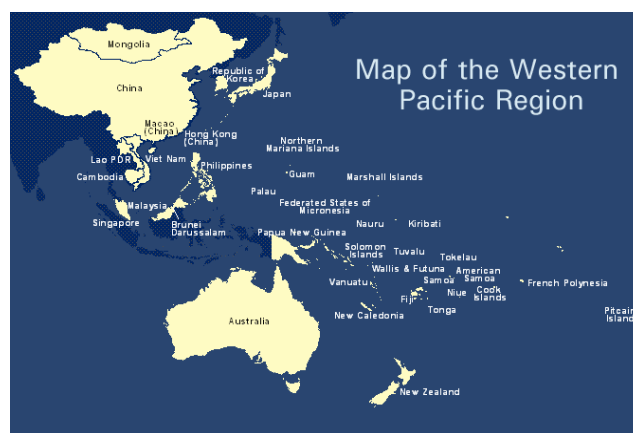 Map of the Western
Pacific Region
Mongolia
China
Republic of
Korea
Japan
Macao
(China)
Hong Kong
(China)
Lao PDR
Viet Nam
Cambodia
Philippines
Northern
Mariana Islands
Guam
Marshall Islands
Palau
Malaysia
Singapore
Brunei
Darussalam
Federated States of
Micronesia
Nauru
Kiribati
Papua New Guinea
Solomon
Islands
Tuvalu
Tokelau
Wallis & Futuna
American
Samoa
Samoa
Vanuatu
French Polynesia
Fiji
Niue
Cook
Islands
Tonga
New Caledonia
Pitcairn
Island
Australia
New Zealand